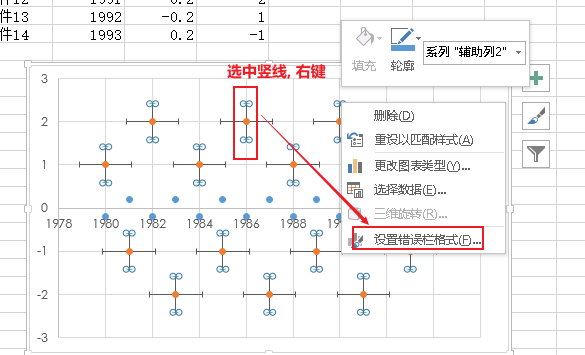 件12 1991 0.2 2
件13 1992 -0.2 1
件14 1993 0.2 -1
填充 轮廓 系列 "辅助列2"
选中竖线, 右键
删除(D)
重设以匹配样式(A)
更改图表类型(Y)...
选择数据(E)...
三维旋转(R)...
设置错误栏格式(F)...
3
2
1
0
1978 1980 1982 1984 1986 1988 1990
-1
-2
-3